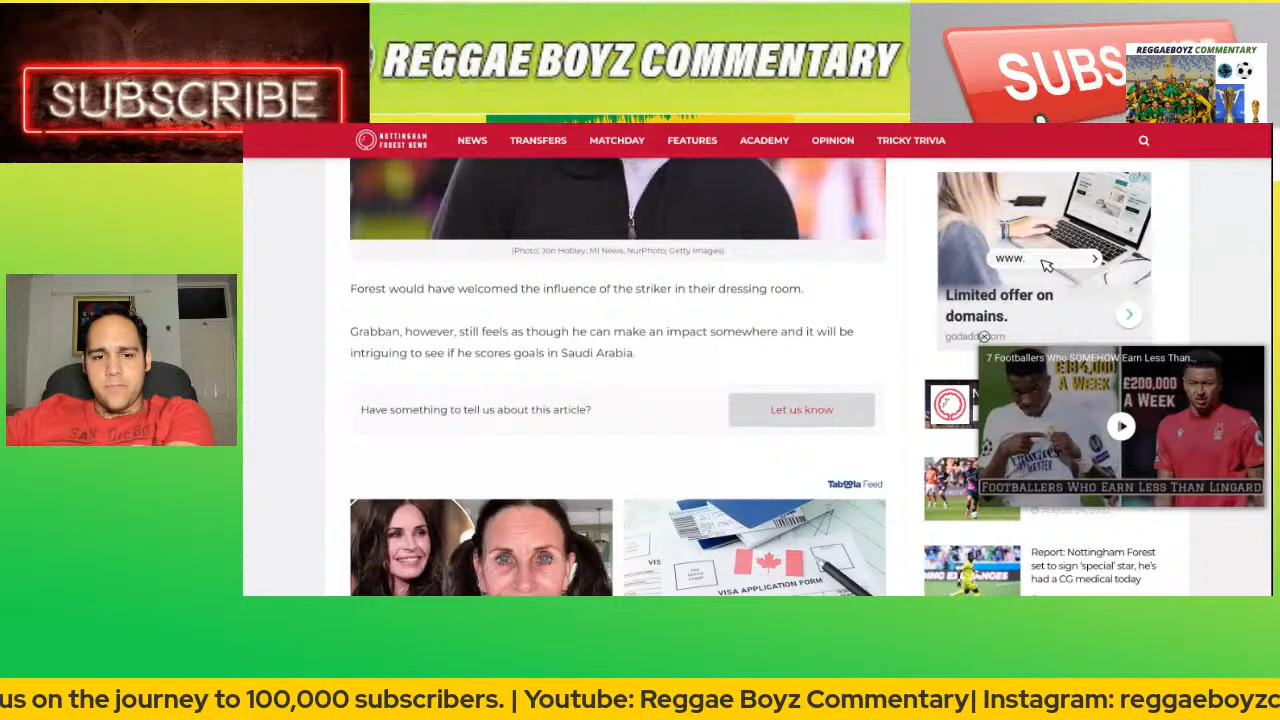 SUBSCRIBE
REGGAE BOYZ COMMENTARY
SUBS
REGGAEBOYZ COMMENTARY
NOTTINGHAM
FOREST NEWS
NEWS
TRANSFERS
MATCHDAY
FEATURES
ACADEMY
OPINION
TRICKY TRIVIA
(Photo: Jon Hobley; MI News, NurPhoto; Getty Images)
Forest would have welcomed the influence of the striker in their dressing room.
Grabban, however, still feels as though he can make an impact somewhere and it will be
intriguing to see if he scores goals in Saudi Arabia.
Have something to tell us about this article?
Let us know
Taboola Feed
VISA APPLICATION FORM
www.
Limited offer on
domains.
7 Footballers Who SOMEHOW Earn Less Than...
A WEEK
£200,000
A WEEK
Emirates
FOOTBALLERS WHO EARN LESS THAN LINGARD
Report: Nottingham Forest
set to sign 'special' star, he's
had a CG medical today
SAN DIEGO
us on the journey to 100,000 subscribers. | Youtube: Reggae Boyz Commentary| Instagram: reggaeboyzc